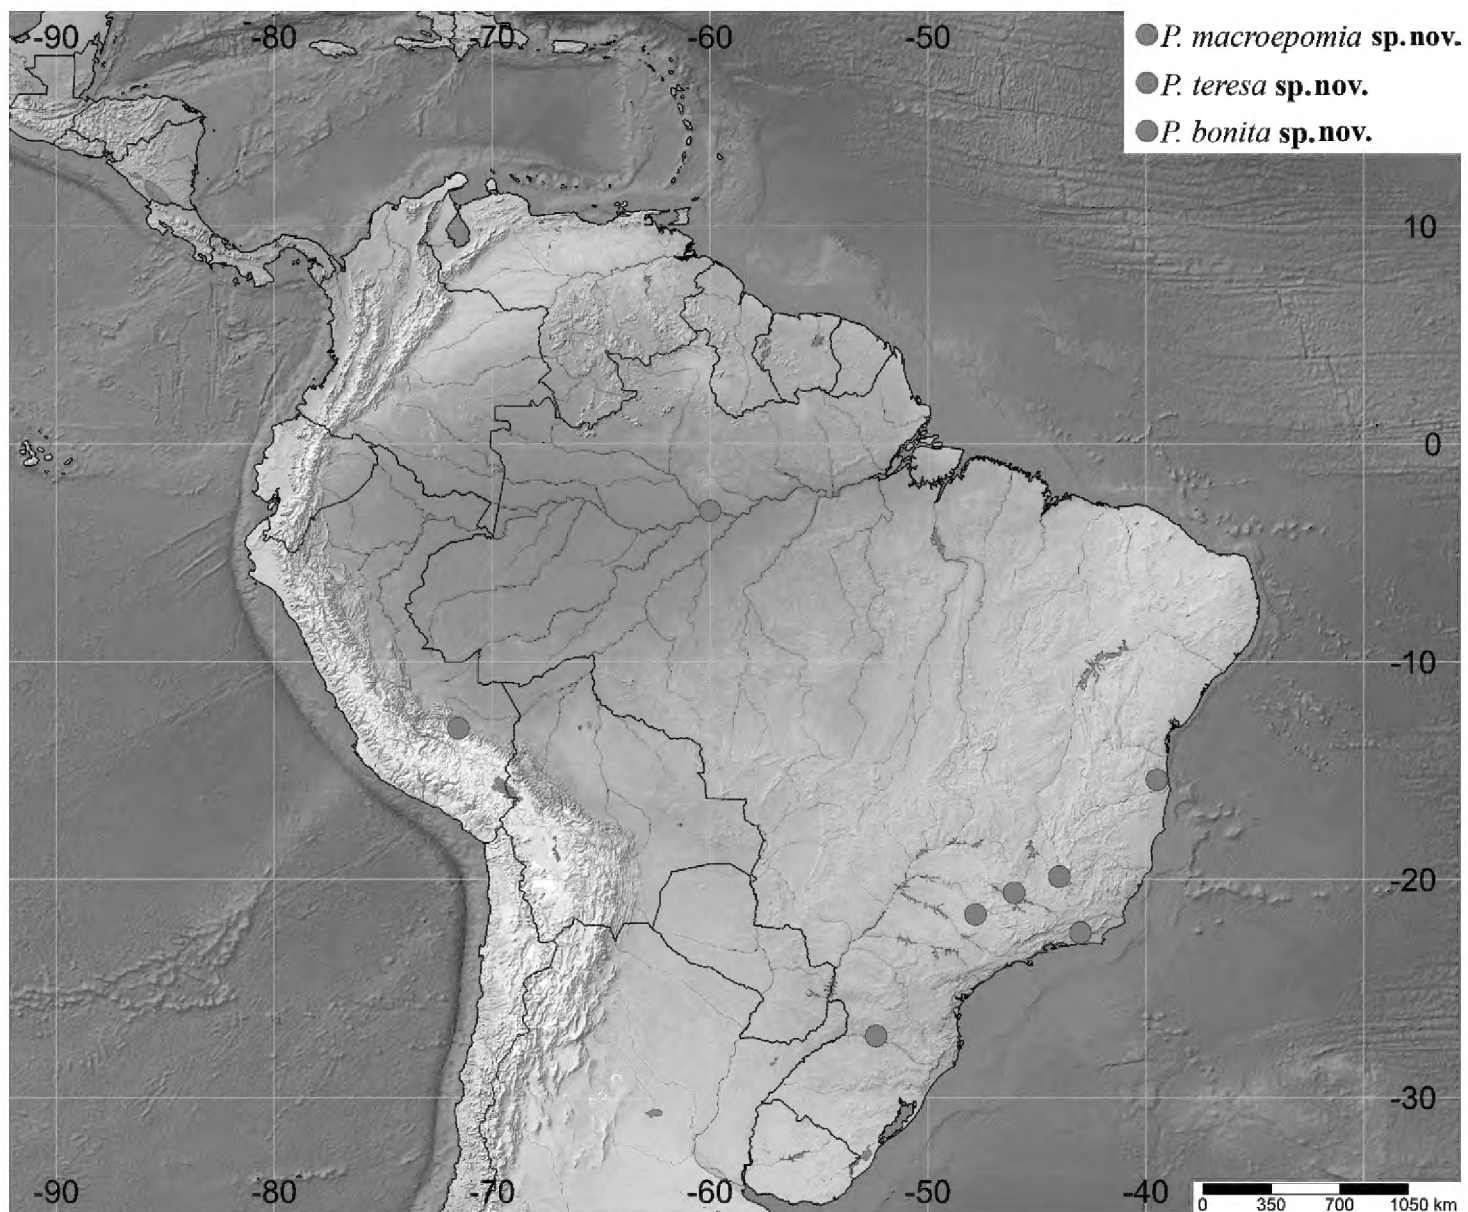 -90 -80 -70 -60 -50
P. macroepomia sp.nov.
P. teresa sp.nov.
P. bonita sp.nov.
10
0
-10
-20
-30
-90 -80 -70 -60 -50 -40
0 350 700 1050 km